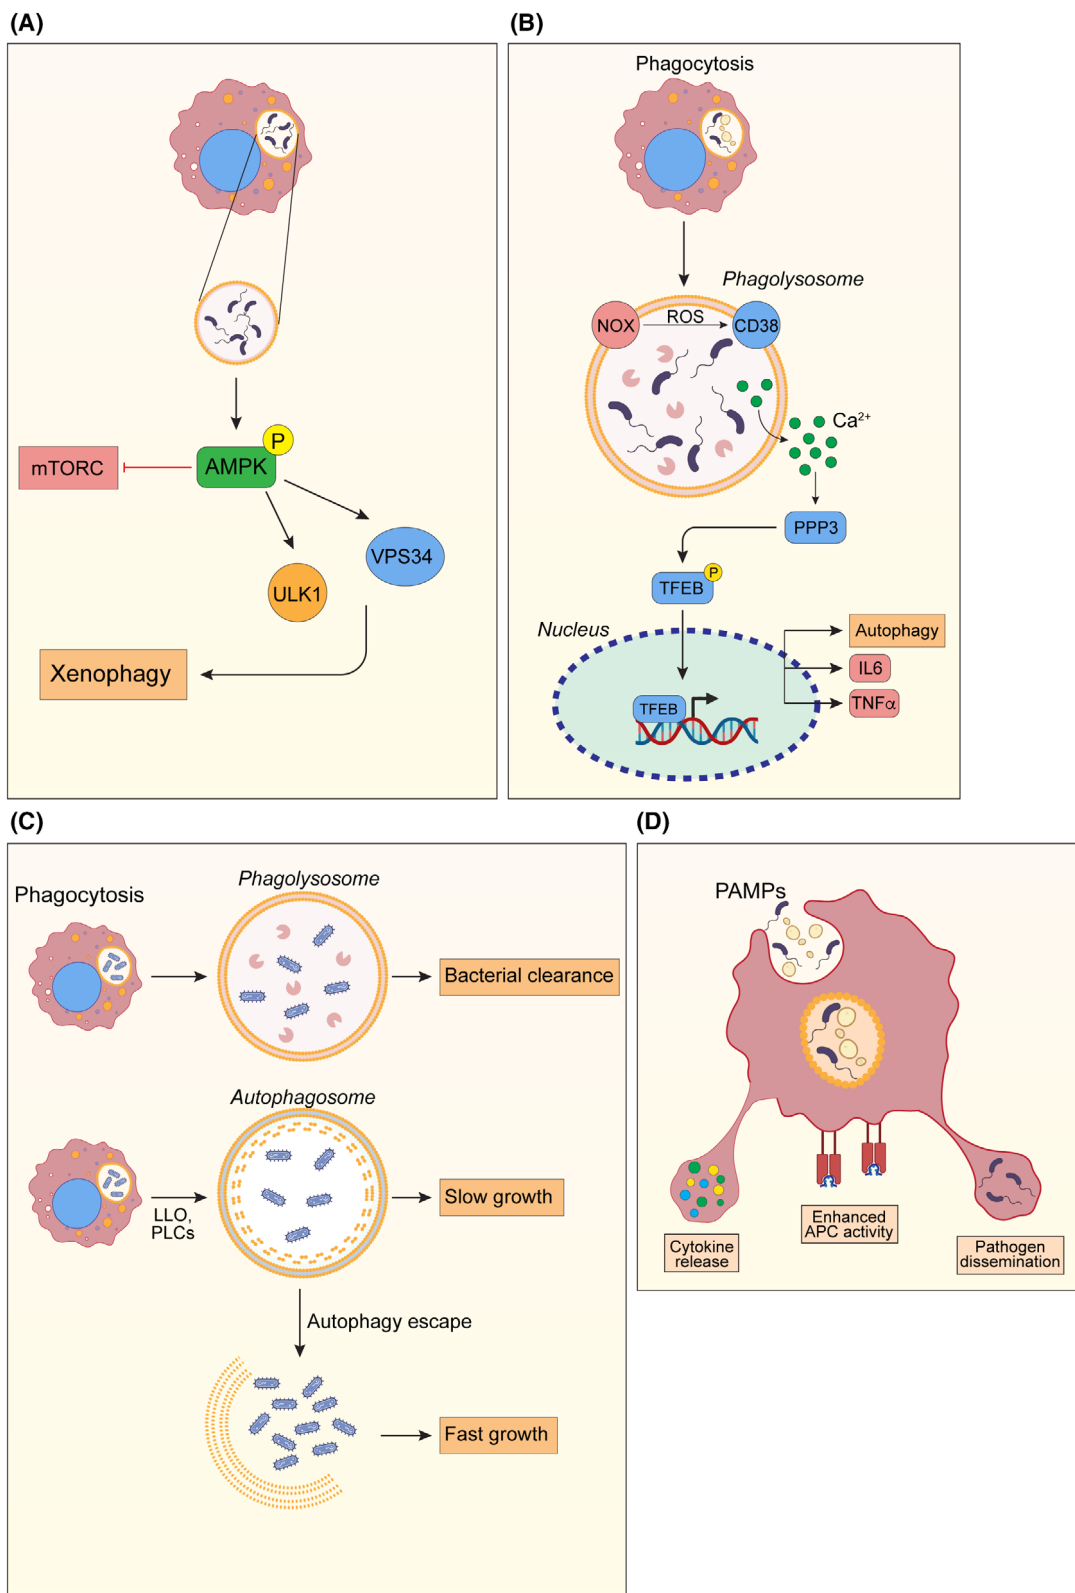 (A)
P
mTORC
AMPK
VPS34
ULK1
Xenophagy
(B)
Phagocytosis
Phagolysosome
NOX
ROS
CD38
Ca²⁺
PPP3
P
TFEB
Nucleus
Autophagy
IL6
TNFα
TFEB
(C)
Phagocytosis
Phagolysosome
Bacterial clearance
Autophagosome
LLO,
PLCs
Slow growth
Autophagy escape
Fast growth
(D)
PAMPs
Cytokine
release
Enhanced
APC activity
Pathogen
dissemination